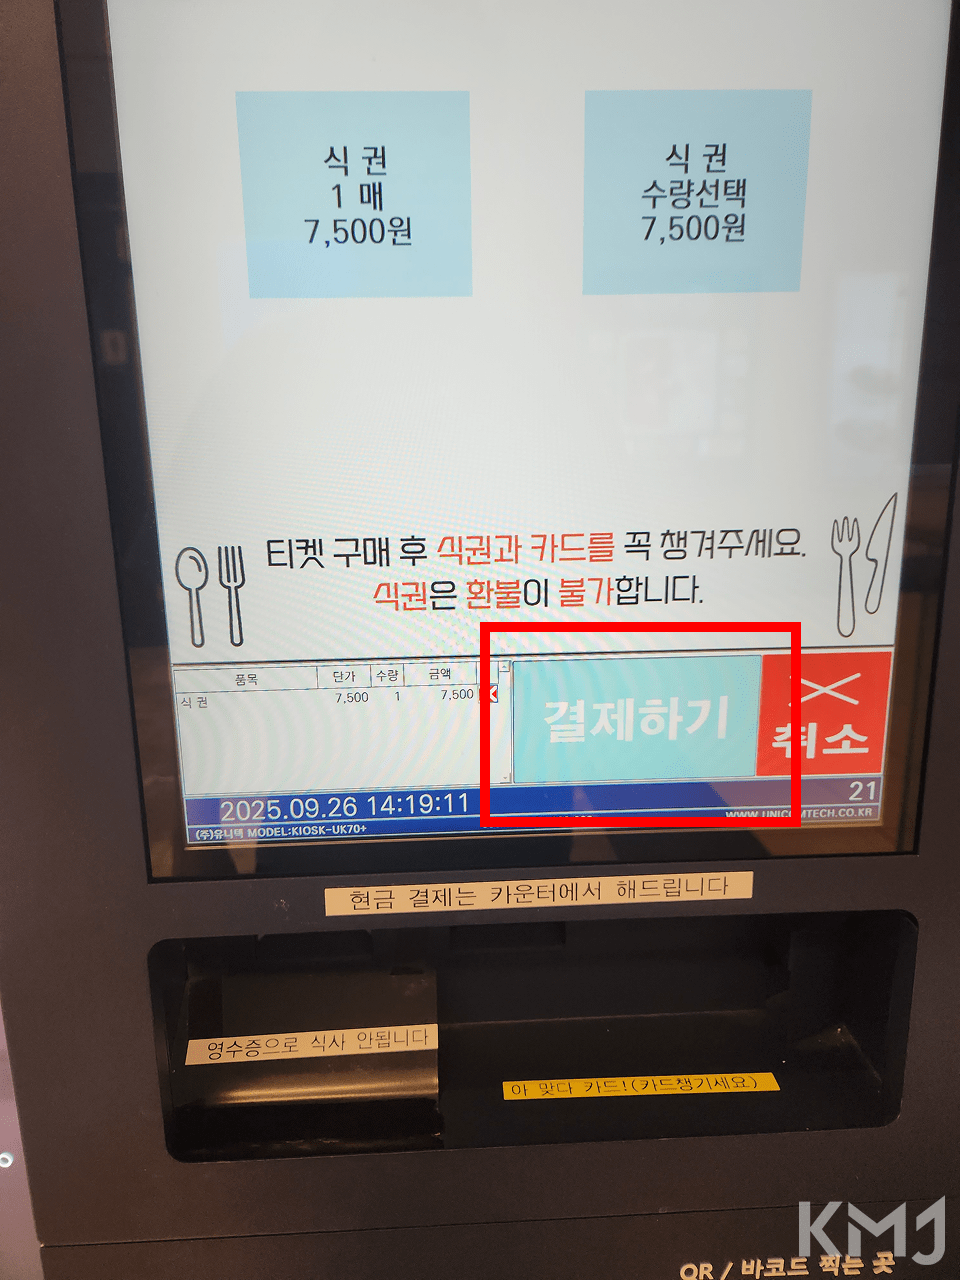 식 권
1 매
7,500원
식 권
수량선택
7,500원
티켓 구매 후 식권과 카드를 꼭 챙겨주세요.
식권은 환불이 불가합니다.
품목 단가 수량 금액
식 권 7,500 1 7,500
결제하기
취소
2025.09.26 14:19:11
21
(주)유니텍 MODEL:KIOSK-UK70+
WWW.UNICOMTECH.CO.KR
현금 결제는 카운터에서 해드립니다
영수증으로 식사 안됩니다
아 맞다 카드!(카드챙기세요)
KMJ
QR / 바코드 찍는 곳